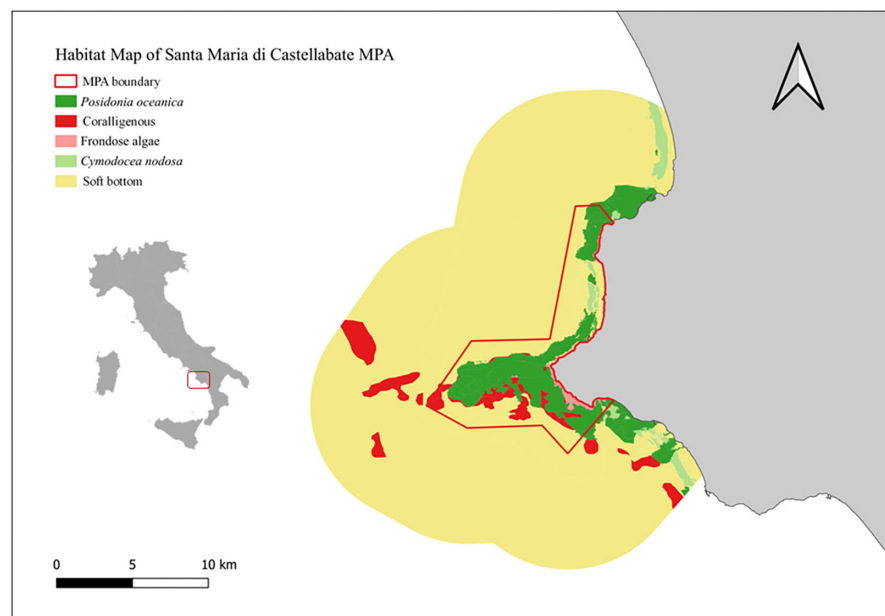 Habitat Map of Santa Maria di Castellabate MPA
MPA boundary
Posidonia oceanica
Coralligenous
Frondose algae
Cymodocea nodosa
Soft bottom
0 5 10 km